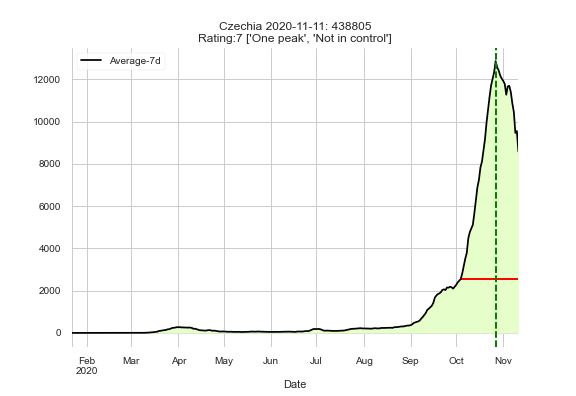 Czechia 2020-11-11: 438805
Rating:7 ['One peak', 'Not in control']
Average-7d
12000
10000
8000
6000
4000
2000
0
Feb Mar Apr May Jun Jul Aug Sep Oct Nov
2020
Date